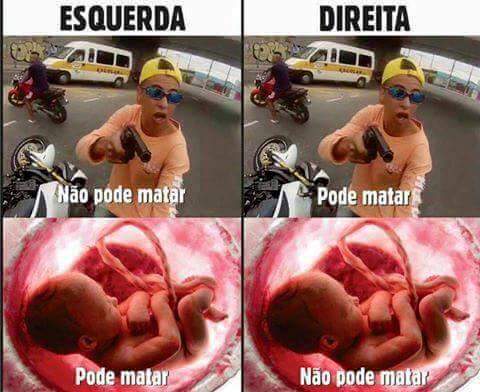 ESQUERDA
DIREITA
Não pode matar
Pode matar
Pode matar
Não pode matar